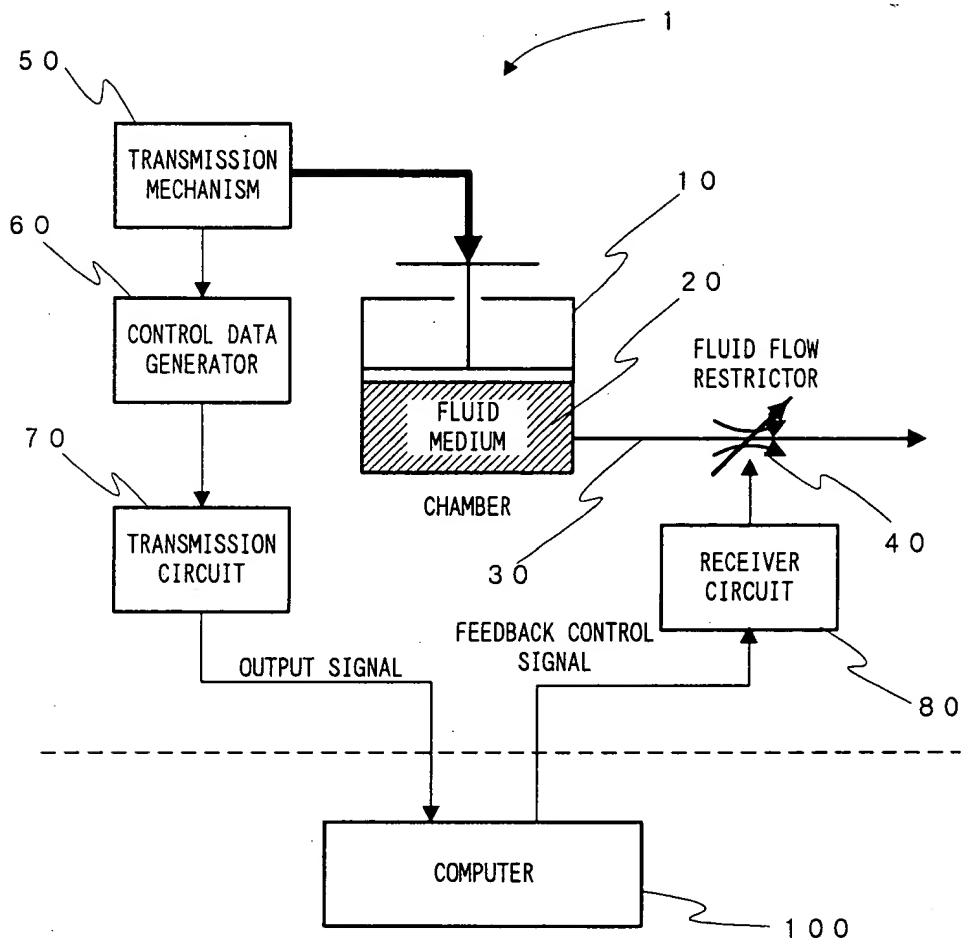 1
50
TRANSMISSION
MECHANISM
10
60
20
CONTROL DATA
GENERATOR
FLUID FLOW
RESTRICTOR
FLUID
MEDIUM
70
CHAMBER
40
TRANSMISSION
CIRCUIT
30
RECEIVER
CIRCUIT
FEEDBACK CONTROL
SIGNAL
OUTPUT SIGNAL
80
COMPUTER
100